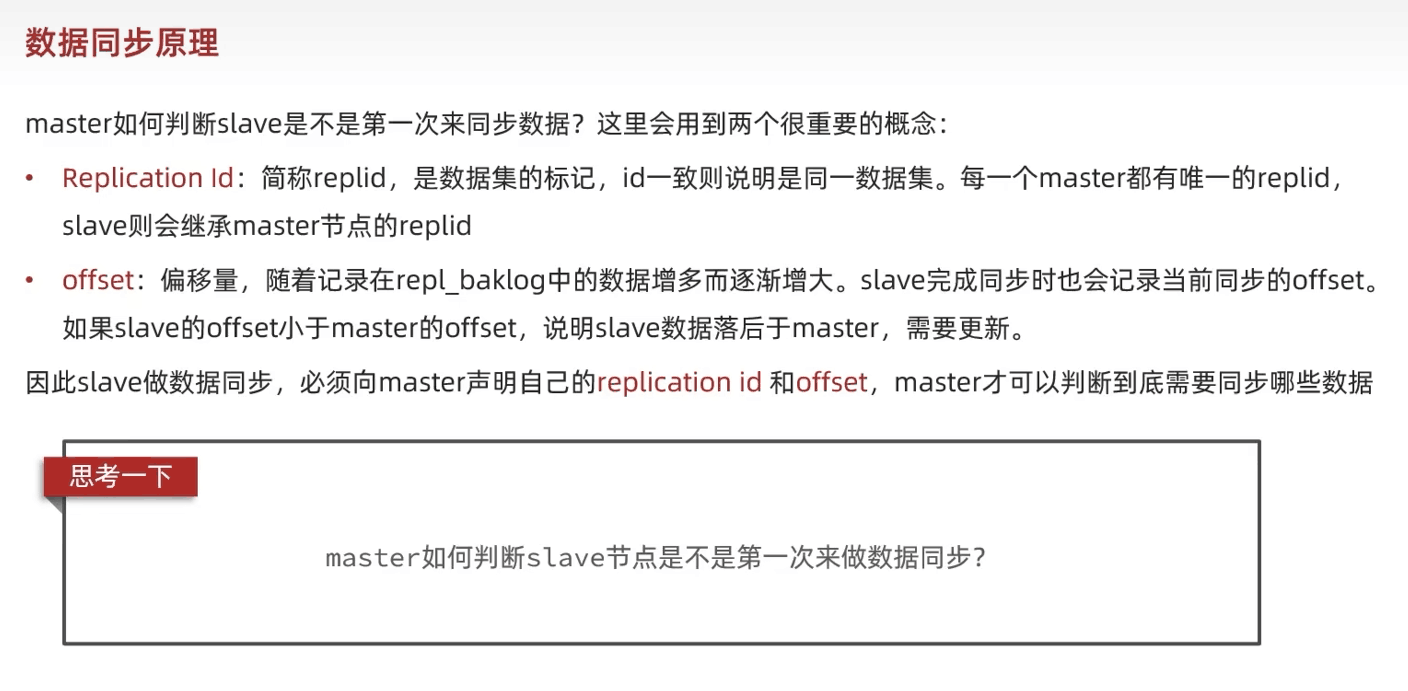 数据同步原理
master如何判断slave是不是第一次来同步数据？这里会用到两个很重要的概念：
• Replication Id：简称replid，是数据集的标记，id一致则说明是同一数据集。每一个master都有唯一的replid，
slave则会继承master节点的replid
• offset：偏移量，随着记录在repl_baklog中的数据增多而逐渐增大。slave完成同步时也会记录当前同步的offset。
如果slave的offset小于master的offset，说明slave数据落后于master，需要更新。
因此slave做数据同步，必须向master声明自己的replication id 和offset，master才可以判断到底需要同步哪些数据
思考一下
master如何判断slave节点是不是第一次来做数据同步？